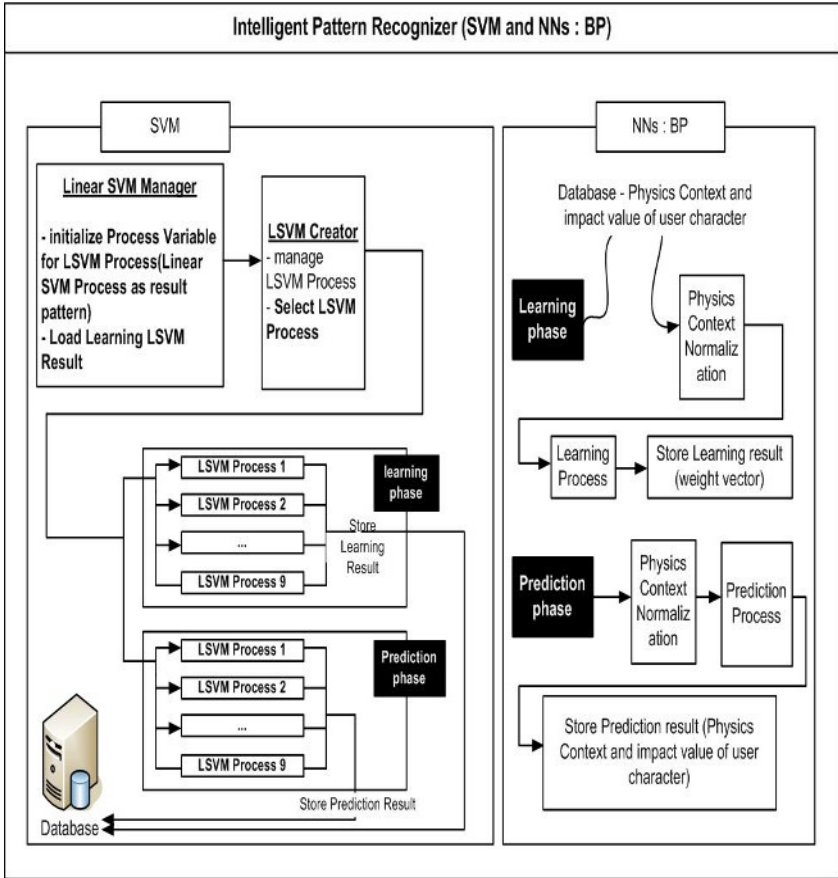 Intelligent Pattern Recognizer (SVM and NNs : BP)
SVM
Linear SVM Manager
- initialize Process Variable
for LSVM Process(Linear
SVM Process as result
pattern)
- Load Learning LSVM
Result
LSVM Creator
- manage
LSVM Process
- Select LSVM
Process
LSVM Process 1
LSVM Process 2
...
LSVM Process 9
learning
phase
Store
Learning
Result
LSVM Process 1
LSVM Process 2
...
LSVM Process 9
Prediction
phase
Store Prediction Result
Database
NNs : BP
Database - Physics Context and
impact value of user character
Learning
phase
Physics
Context
Normaliz
ation
Learning
Process
Store Learning result
(weight vector)
Prediction
phase
Physics
Context
Normaliz
ation
Prediction
Process
Store Prediction result (Physics
Context and impact value of user
character)